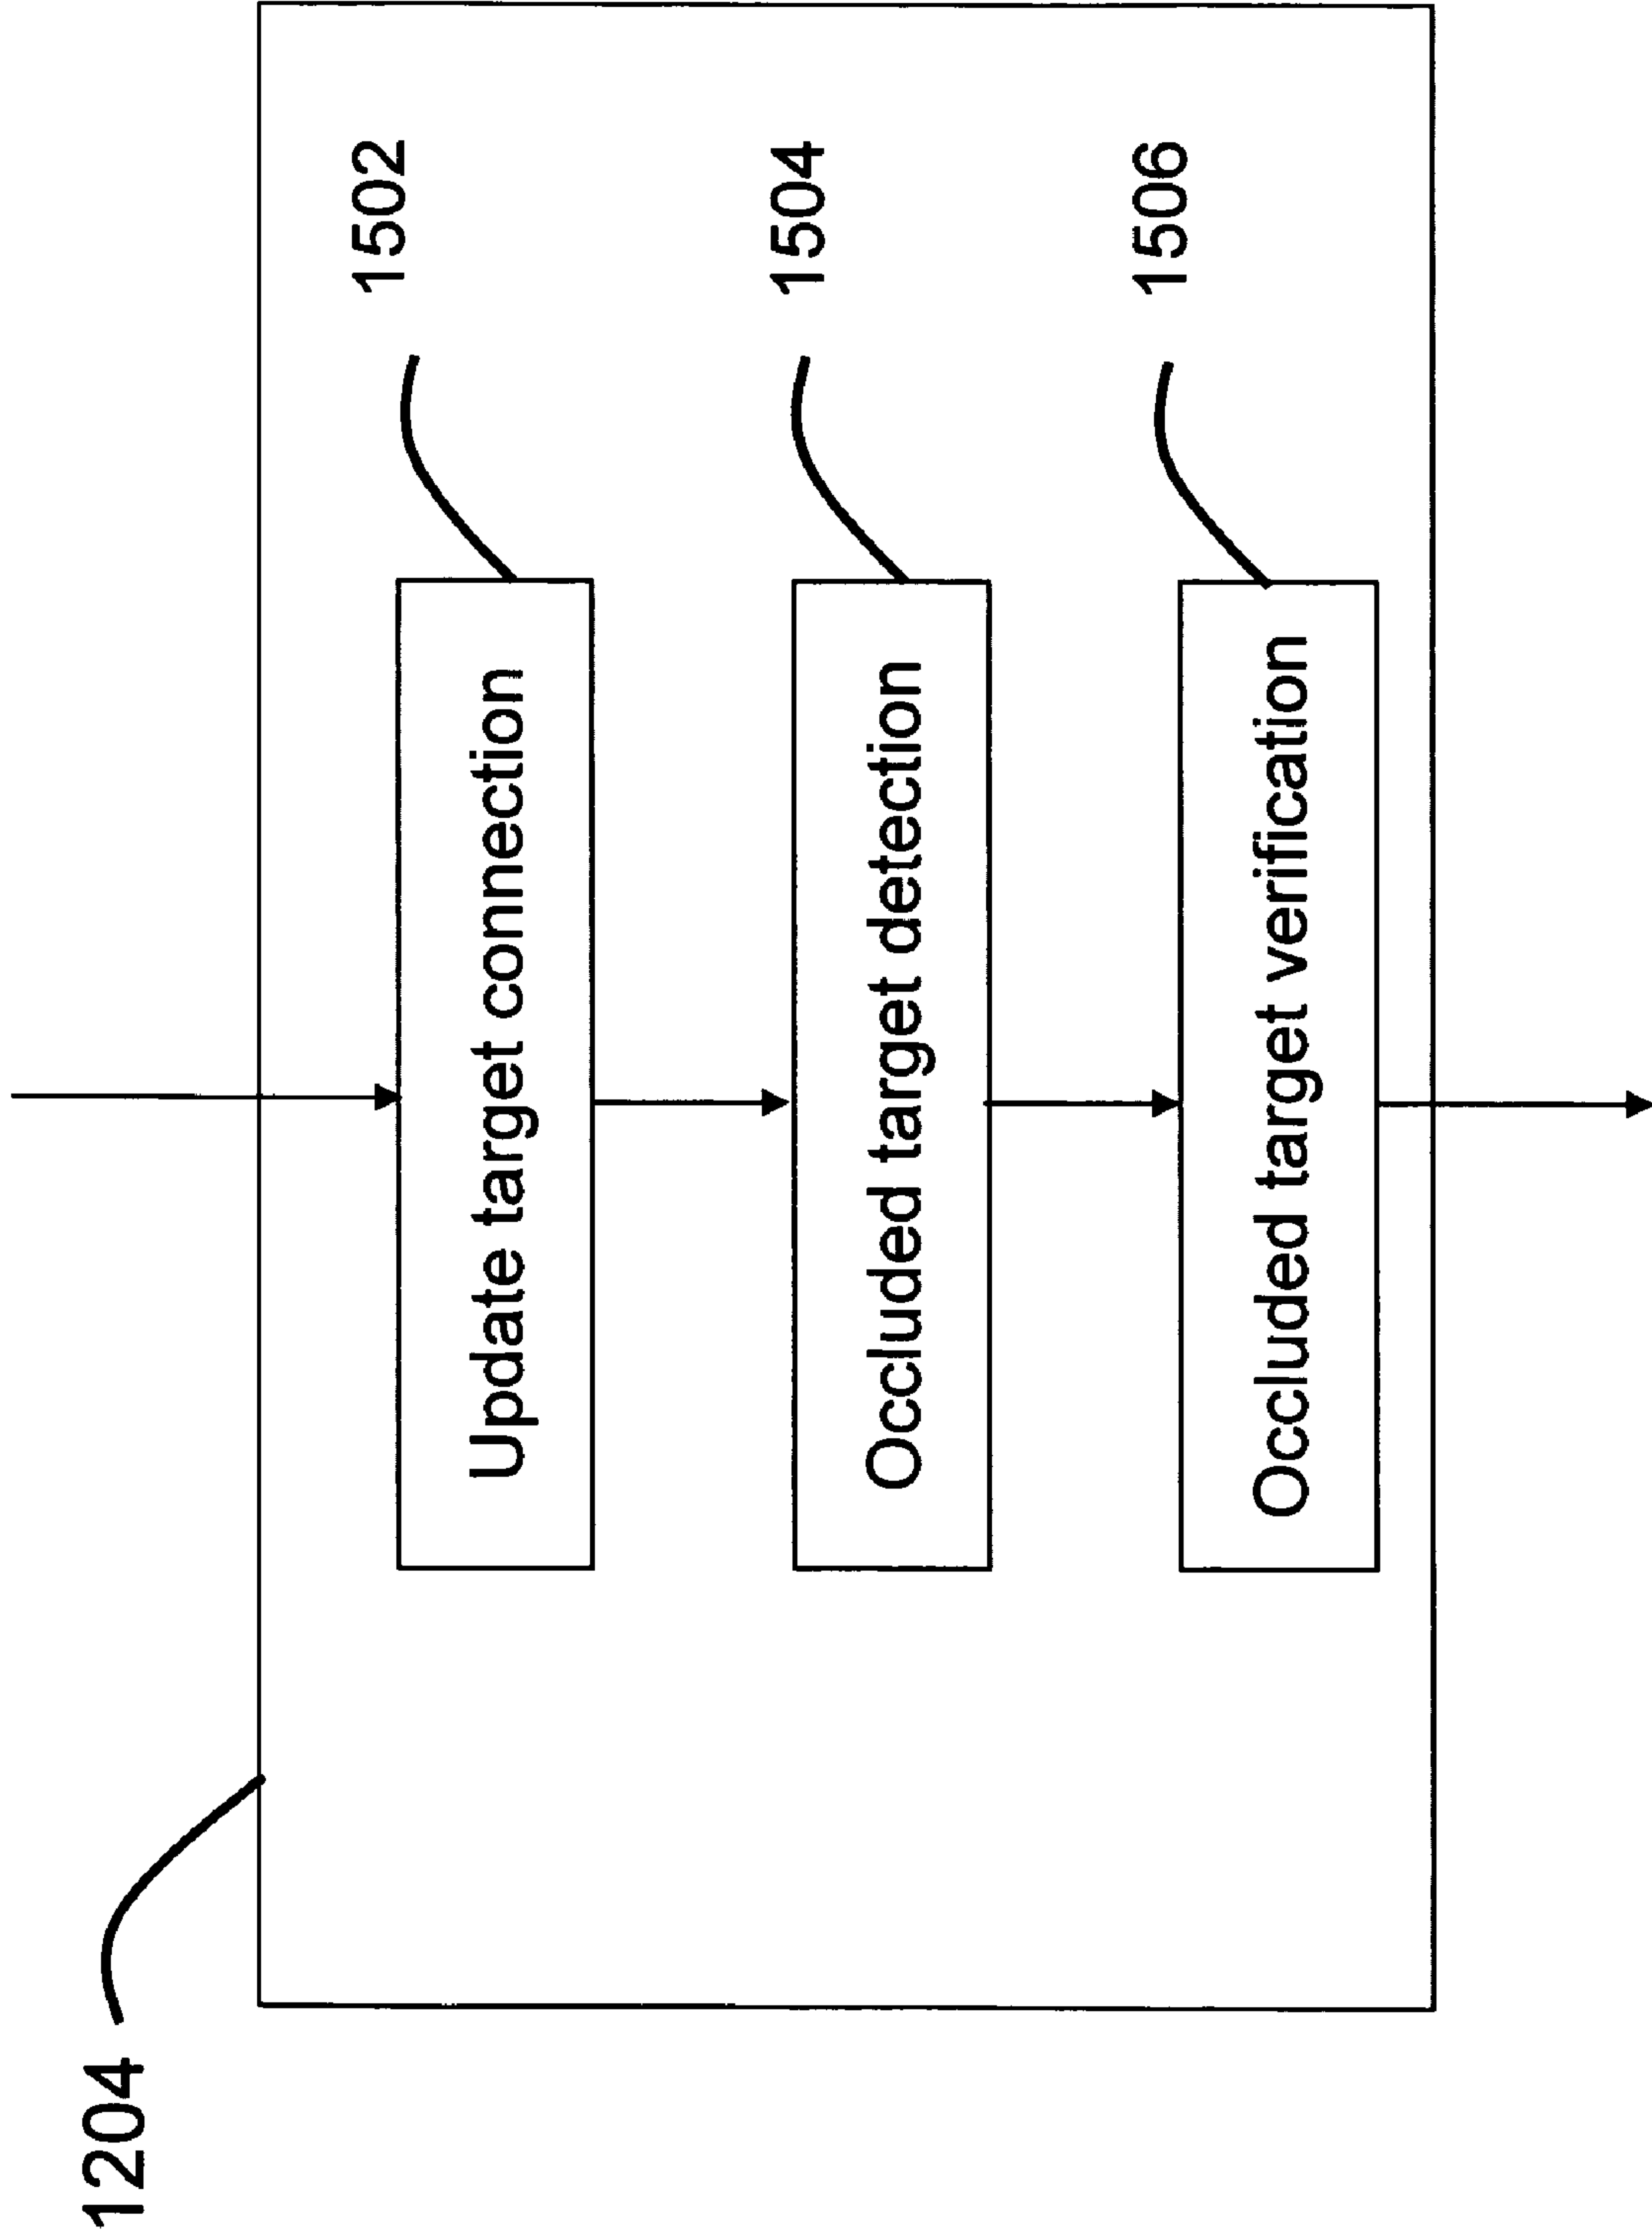 1204
Update target connection
1502
Occluded target detection
1504
Occluded target verification
1506